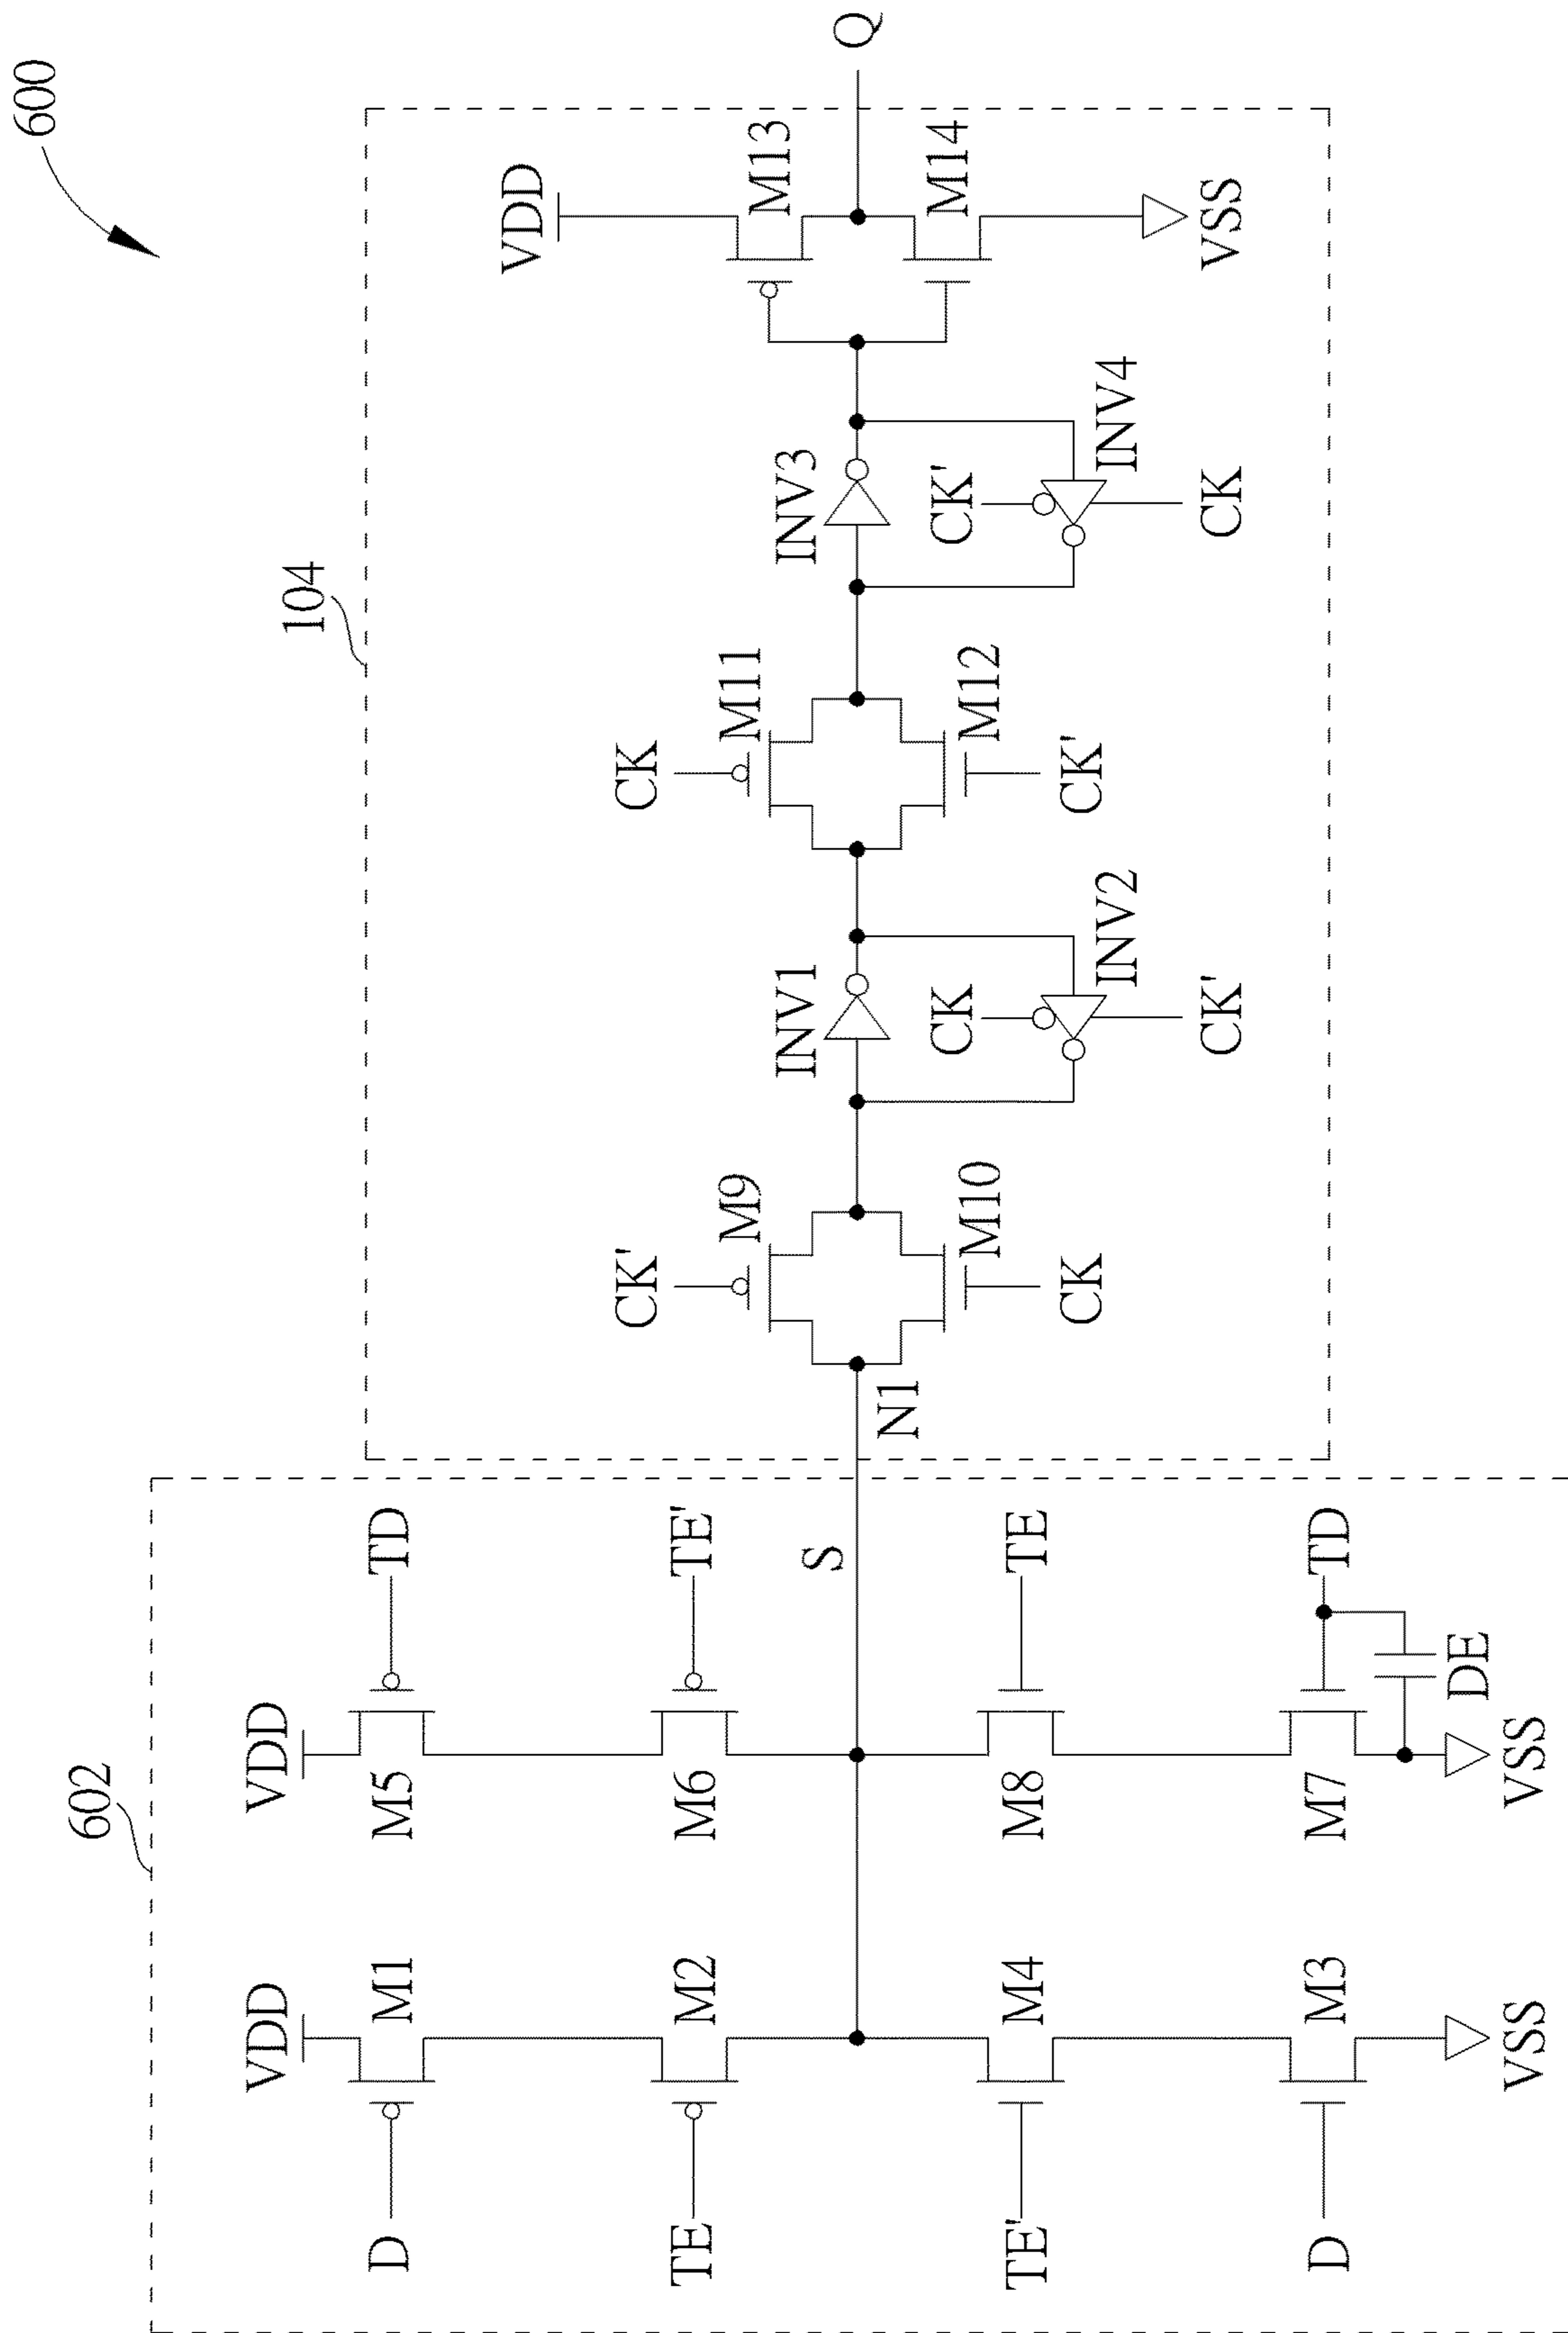 600
602
104
VDD
M1
D
M2
TE
M4
TE'
M3
D
VSS
VDD
M5
TD
M6
TE'
S
M8
TE
M7
TD
DE
VSS
N1
CK'
M9
M10
CK
INV1
CK
INV2
CK'
CK
M11
M12
CK'
INV3
CK'
INV4
CK
VDD
M13
Q
M14
VSS